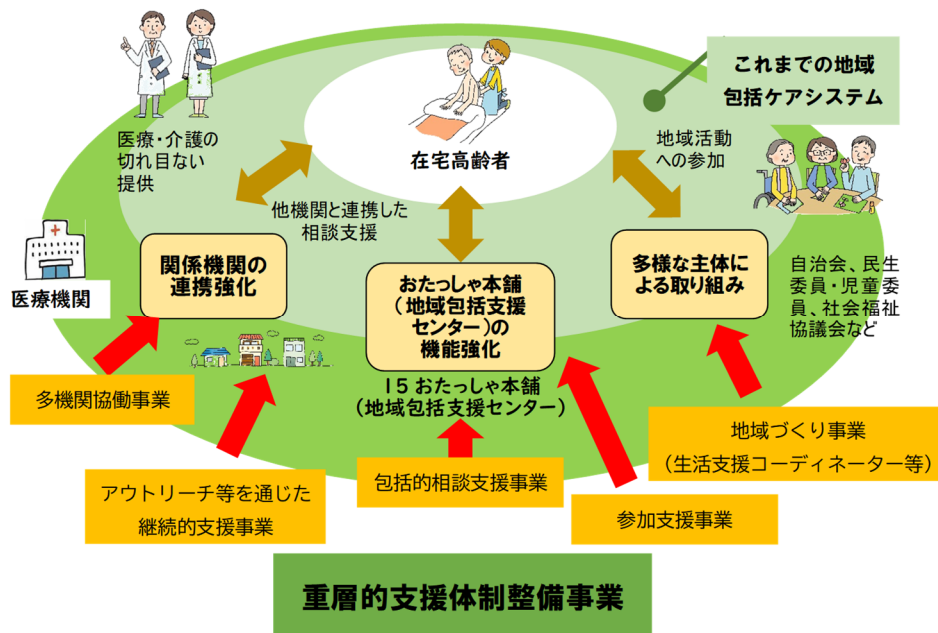 これまでの地域
包括ケアシステム
医療・介護の
切れ目ない
提供
在宅高齢者
地域活動
への参加
他機関と連携した
相談支援
関係機関の
連携強化
おたっしゃ本舗
(地域包括支援
センター)の
機能強化
多様な主体に
よる取り組み
医療機関
自治会、民生
委員・児童委
員、社会福祉
協議会など
15おたっしゃ本舗
(地域包括支援センター)
多機関協働事業
アウトリーチ等を通じた
継続的支援事業
包括的相談支援事業
参加支援事業
地域づくり事業
(生活支援コーディネーター等)
重層的支援体制整備事業